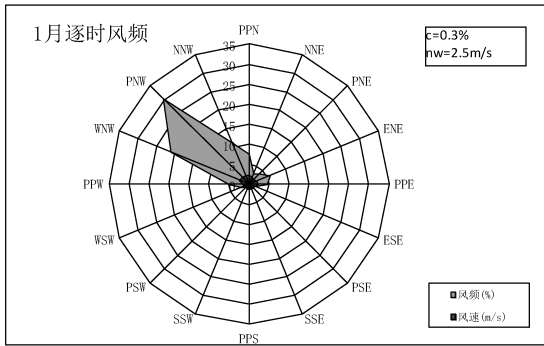 1月逐时风频
c=0.3%
nw=2.5m/s
PPN
NNW
NNE
PNW
PNE
WNW
ENE
PPW
PPE
WSW
ESE
PSW
PSE
SSW
SSE
PPS
35
30
25
20
15
10
5
0
风频(%)
风速(m/s)